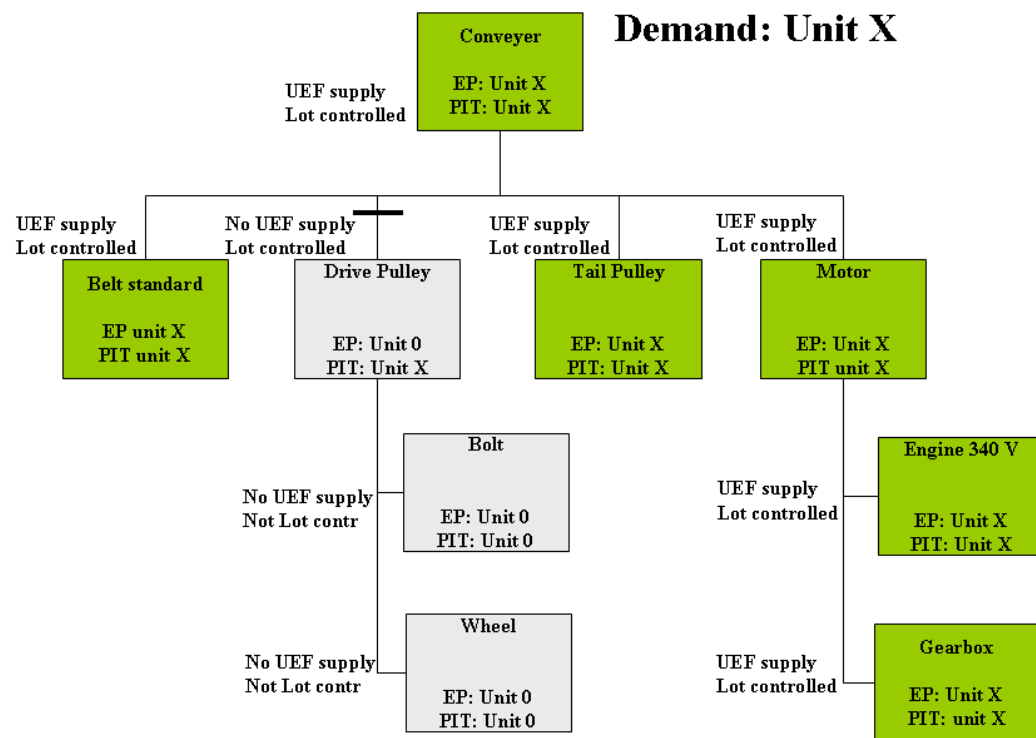 Demand: Unit X
Conveyer
EP: Unit X
PIT: Unit X
UEF supply
Lot controlled
UEF supply
Lot controlled
Belt standard
EP unit X
PIT unit X
No UEF supply
Lot controlled
Drive Pulley
EP: Unit 0
PIT: Unit X
UEF supply
Lot controlled
Tail Pulley
EP: Unit X
PIT: Unit X
UEF supply
Lot controlled
Motor
EP: Unit X
PIT unit X
No UEF supply
Not Lot contr
Bolt
EP: Unit 0
PIT: Unit 0
UEF supply
Lot controlled
Engine 340 V
EP: Unit X
PIT: Unit X
No UEF supply
Not Lot contr
Wheel
EP: Unit 0
PIT: Unit 0
UEF supply
Lot controlled
Gearbox
EP: Unit X
PIT: unit X